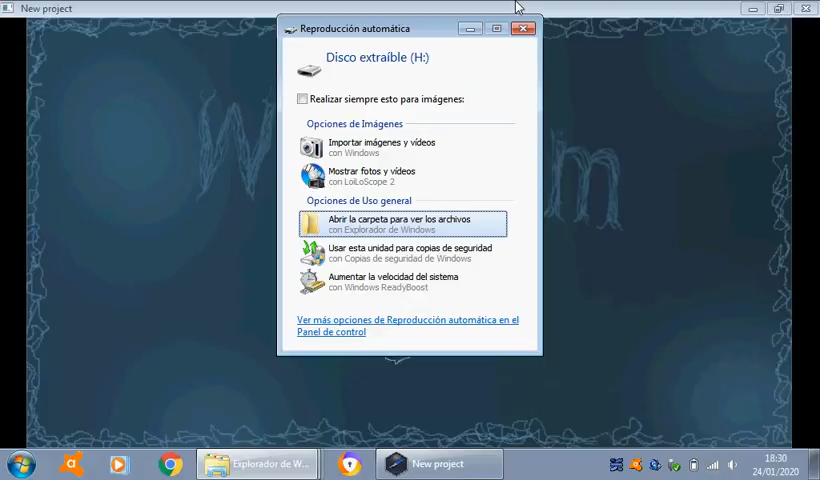 New project
Reproducción automática
Disco extraíble (H:)
Realizar siempre esto para imágenes:
Opciones de Imágenes
Importar imágenes y vídeos
con Windows
Mostrar fotos y vídeos
con LoiLoScope 2
Opciones de Uso general
Abrir la carpeta para ver los archivos
con Explorador de Windows
Usar esta unidad para copias de seguridad
con Copias de seguridad de Windows
Aumentar la velocidad del sistema
con Windows ReadyBoost
Ver más opciones de Reproducción automática en el
Panel de control
Explorador de W...
New project
18:30
24/01/2020